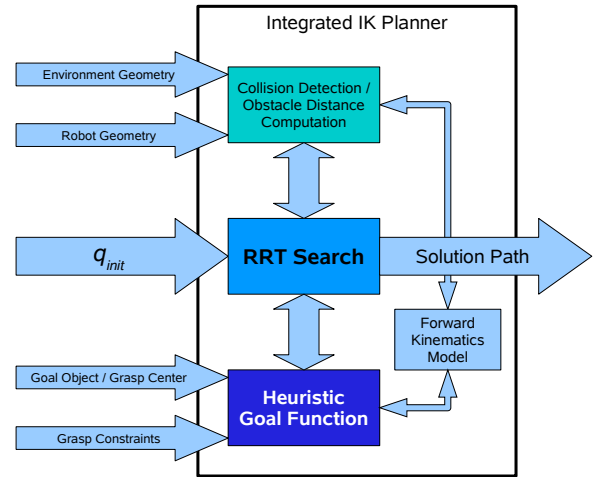 Integrated IK Planner
Environment Geometry
Collision Detection /
Obstacle Distance
Computation
Robot Geometry
q_init
RRT Search
Solution Path
Forward
Kinematics
Model
Goal Object / Grasp Center
Heuristic
Goal Function
Grasp Constraints